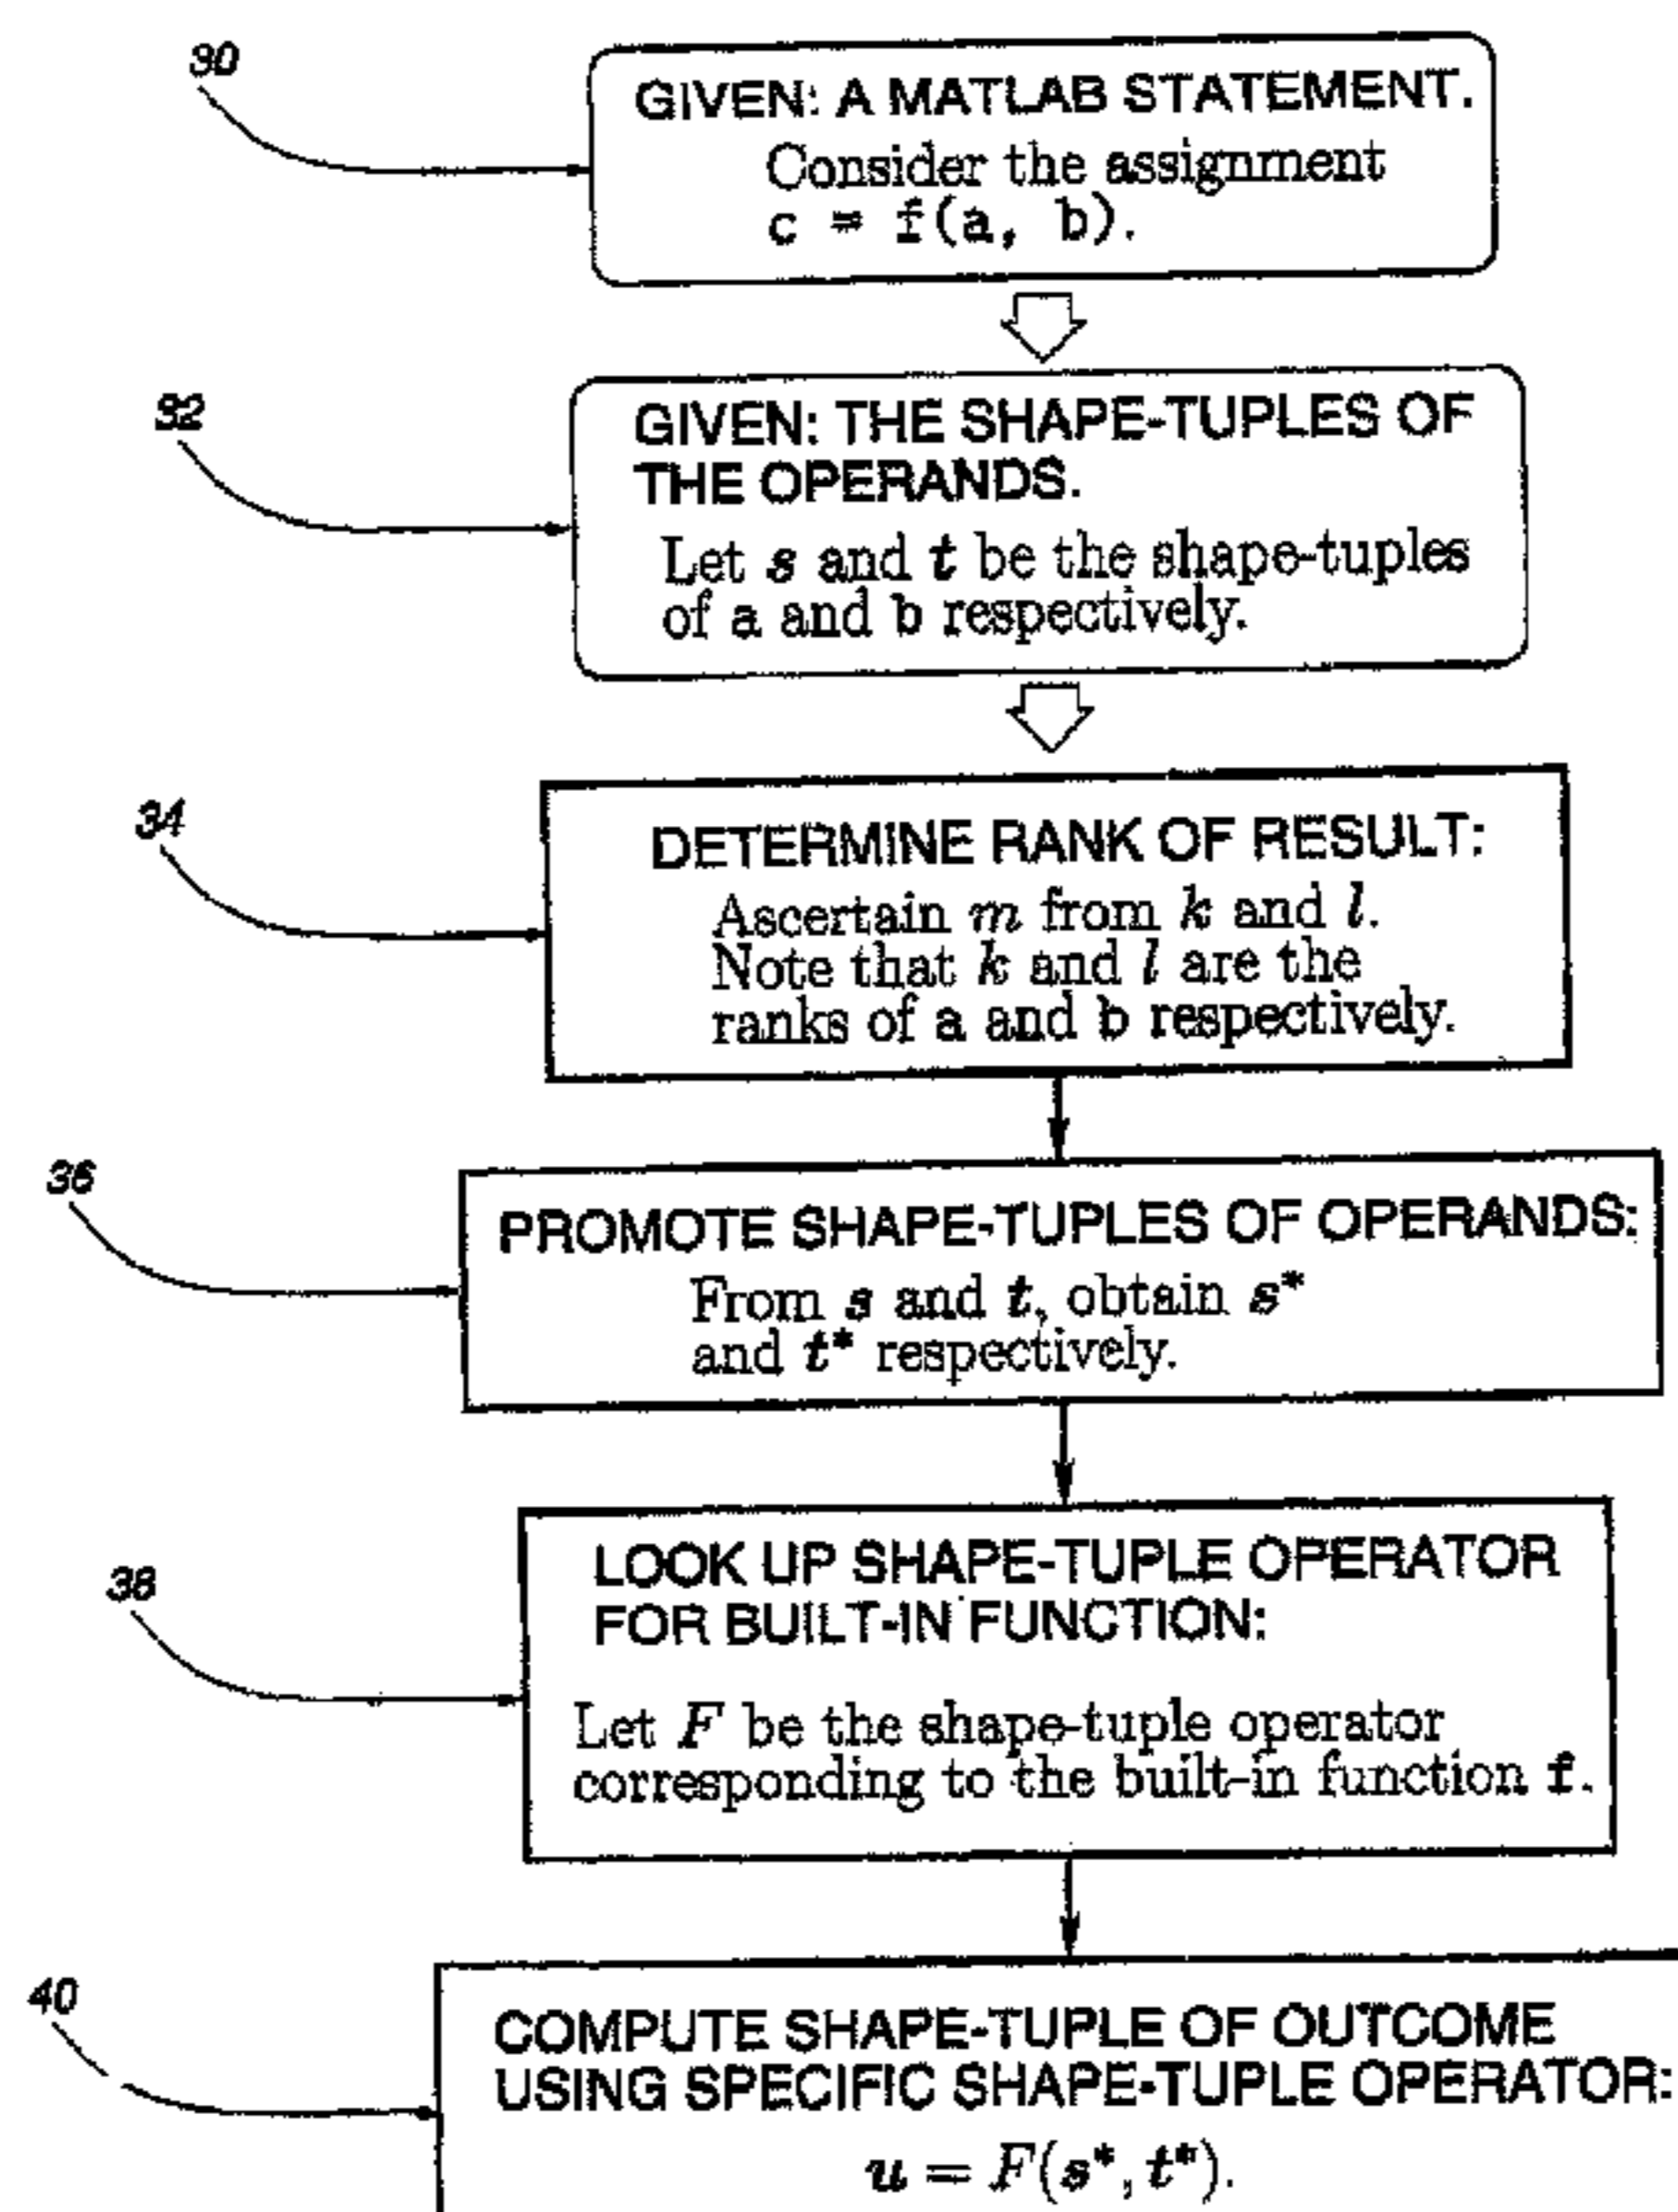 30
GIVEN: A MATLAB STATEMENT.
Consider the assignment
c = f(a, b).
32
GIVEN: THE SHAPE-TUPLES OF
THE OPERANDS.
Let s and t be the shape-tuples
of a and b respectively.
34
DETERMINE RANK OF RESULT:
Ascertain m from k and l.
Note that k and l are the
ranks of a and b respectively.
36
PROMOTE SHAPE-TUPLES OF OPERANDS:
From s and t, obtain s*
and t* respectively.
38
LOOK UP SHAPE-TUPLE OPERATOR
FOR BUILT-IN FUNCTION:
Let F be the shape-tuple operator
corresponding to the built-in function f.
40
COMPUTE SHAPE-TUPLE OF OUTCOME
USING SPECIFIC SHAPE-TUPLE OPERATOR:
u = F(s*, t*).